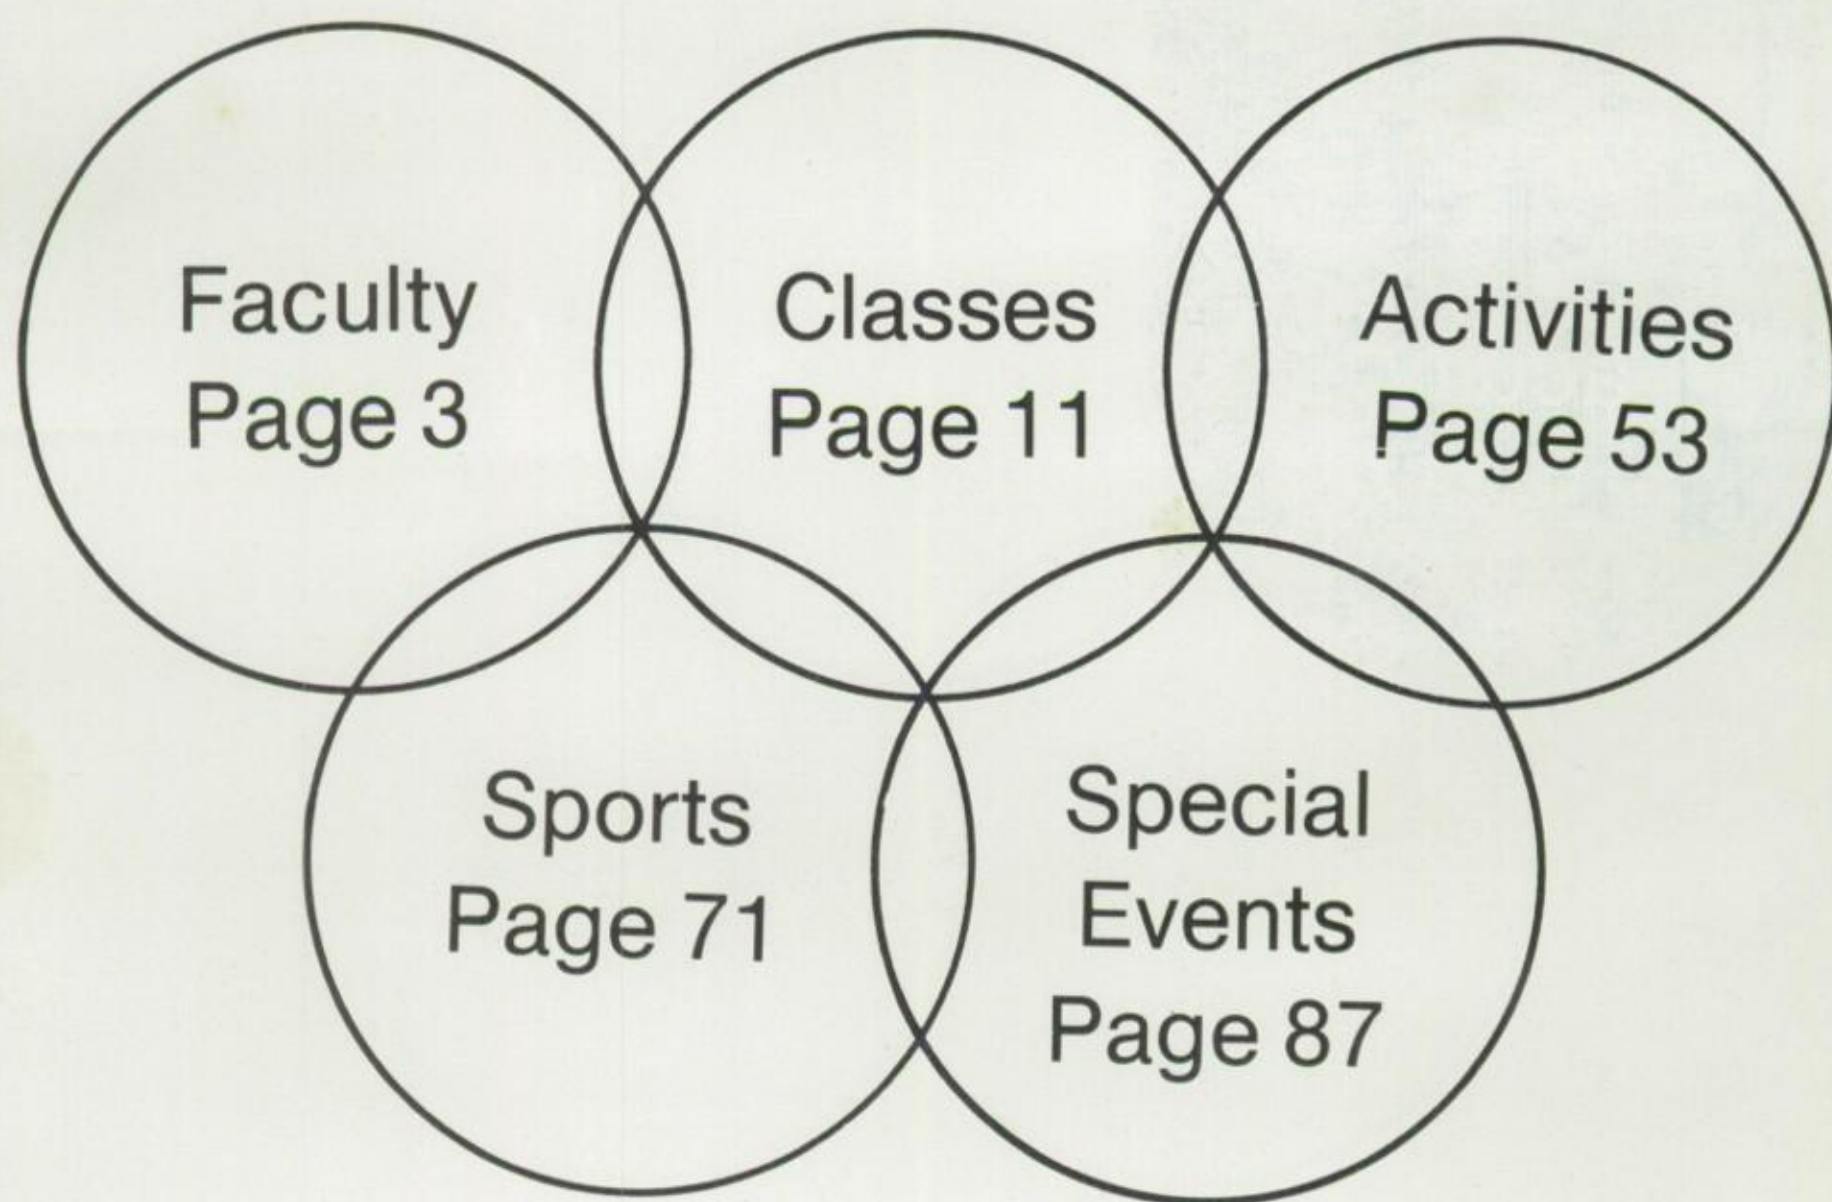 Faculty
Page 3
Classes
Page 11
Activities
Page 53
Sports
Page 71
Special
Events
Page 87